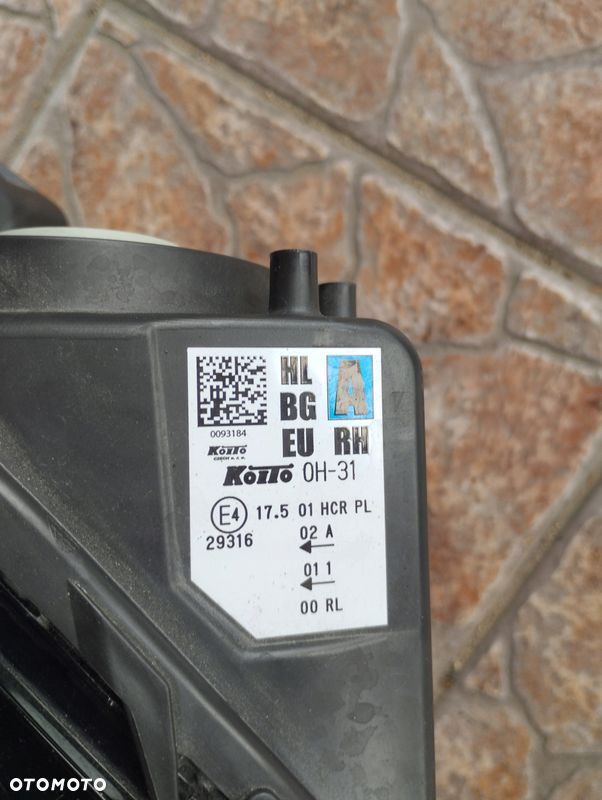 HL A
BG
EU RH
0093184
KOITO
CZECH s.r.o.
KOITO 0H-31
E4 17.5 01 HCR PL
29316 02 A
01 1
00 RL
OTOMOTO